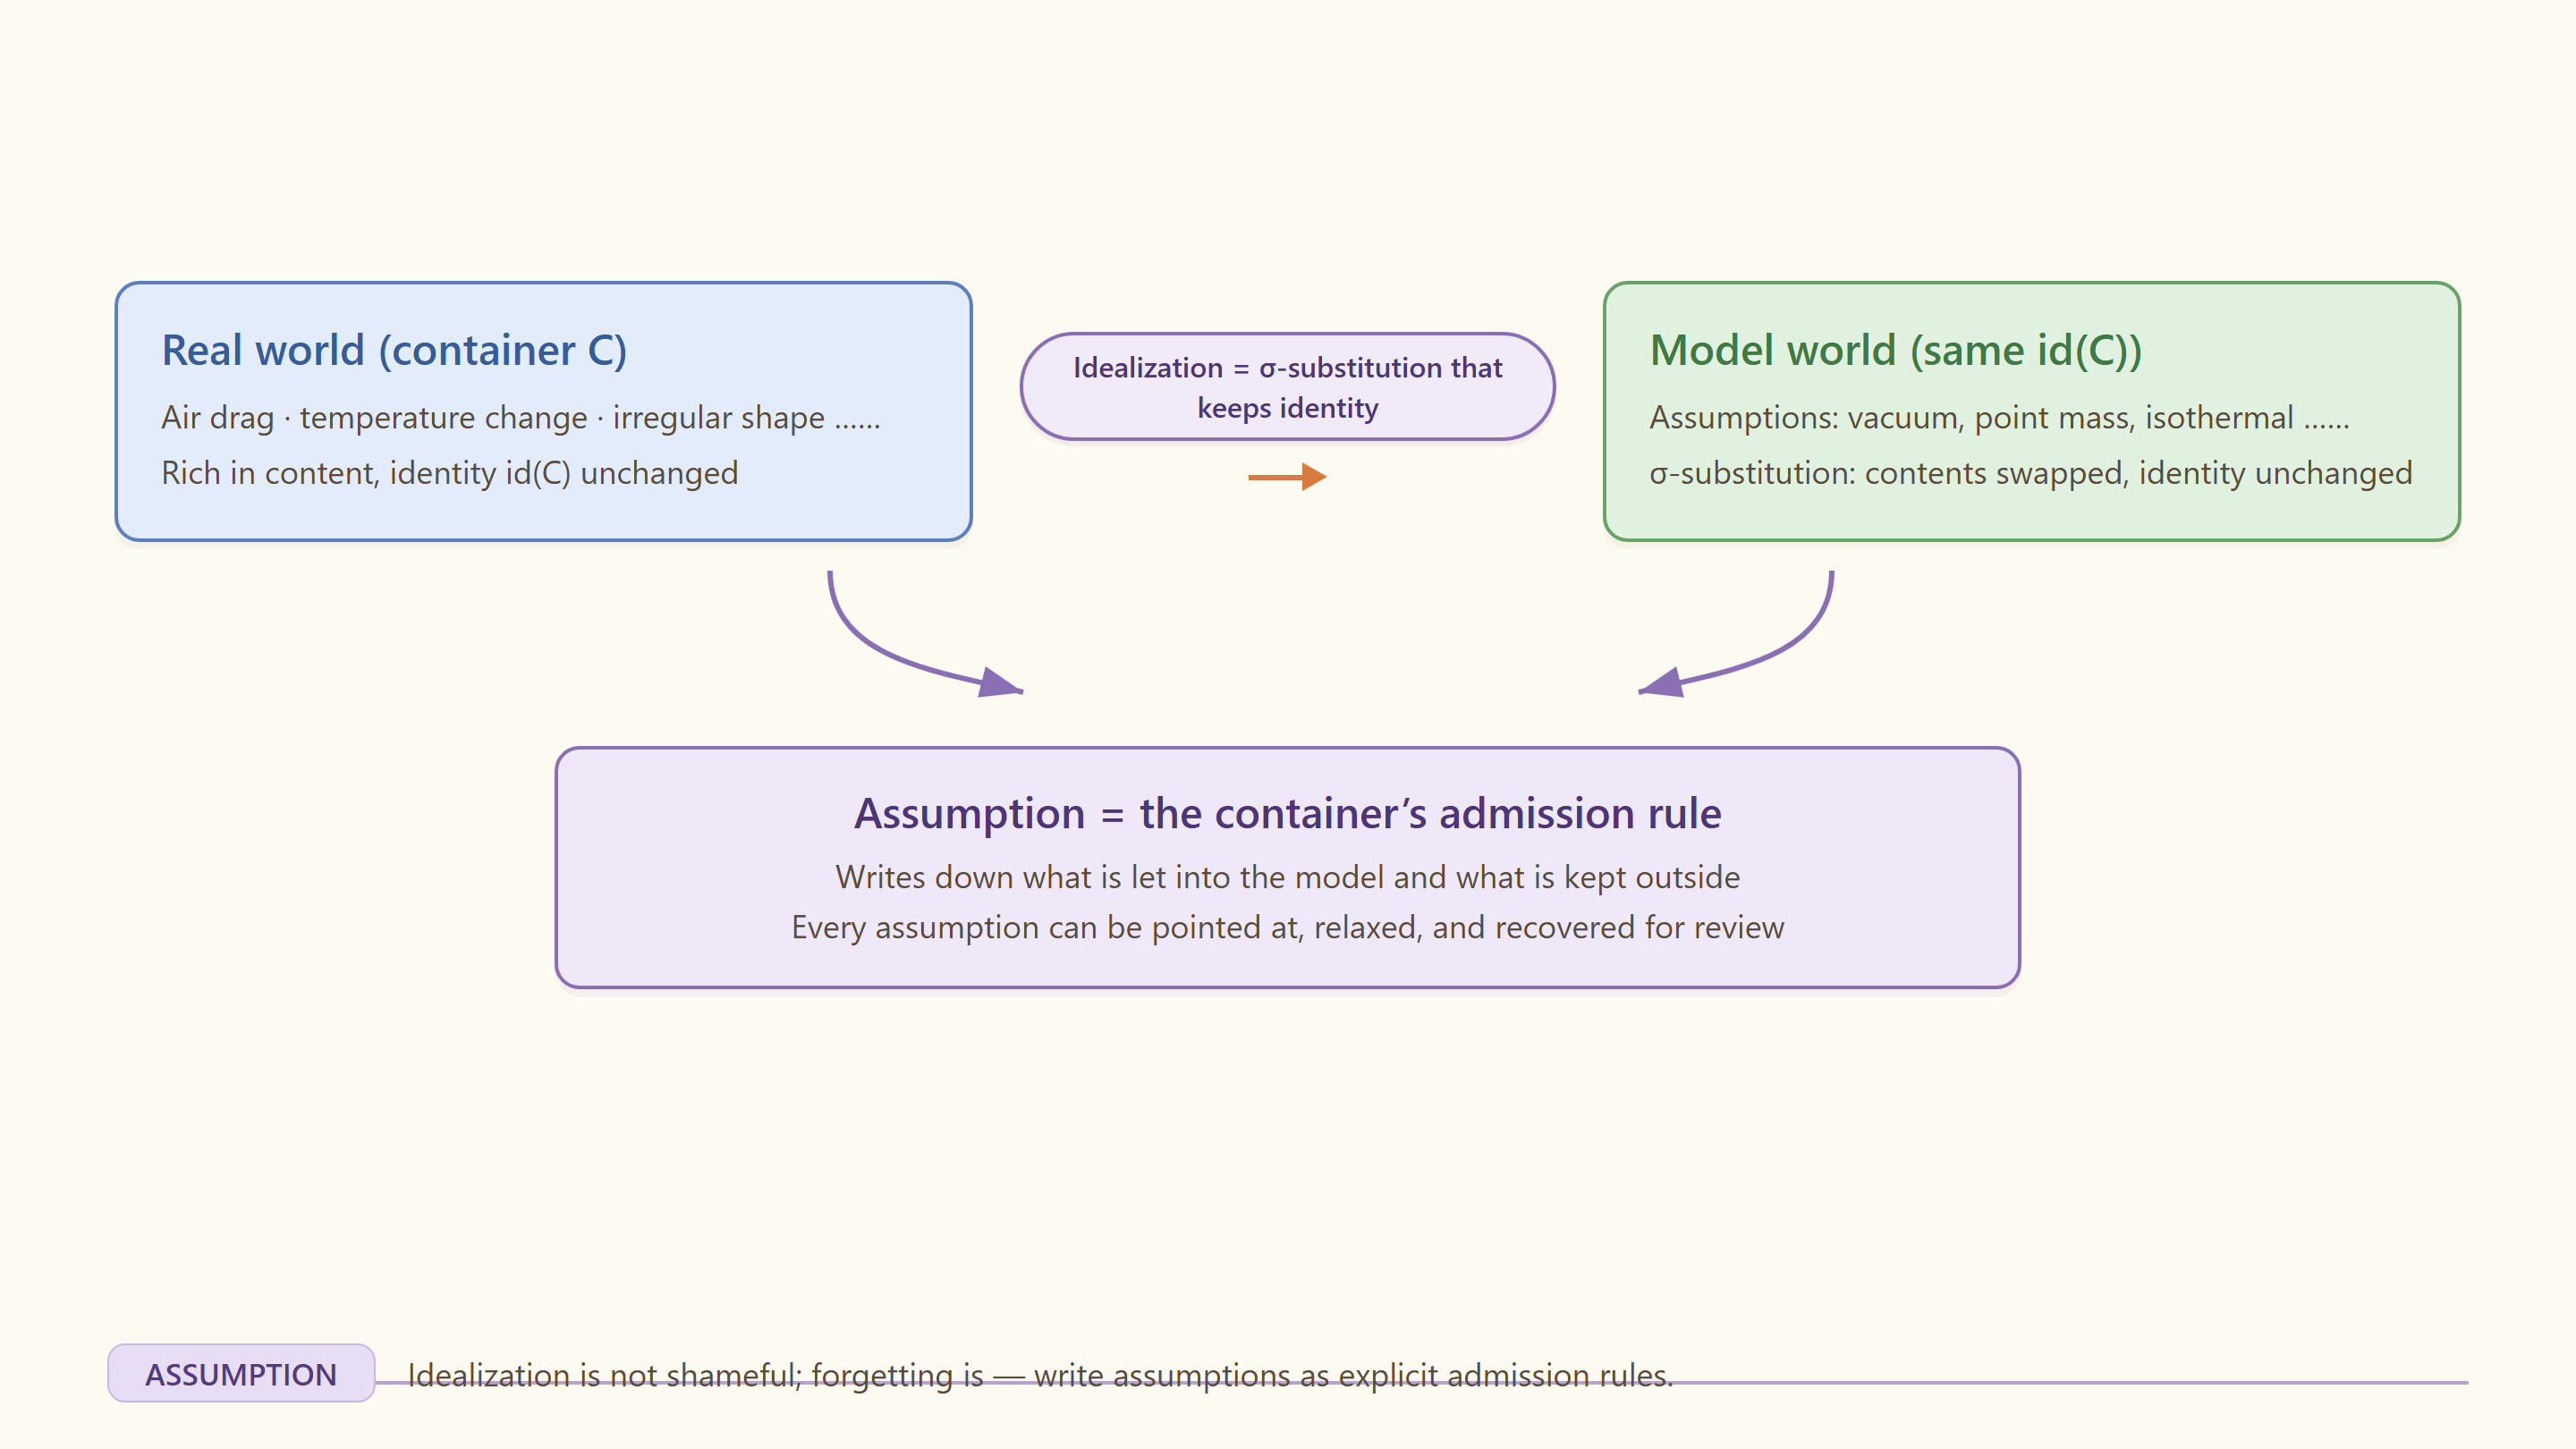 Real world (container C)
Air drag · temperature change · irregular shape ……
Rich in content, identity id(C) unchanged
Idealization = σ-substitution that
keeps identity
Model world (same id(C))
Assumptions: vacuum, point mass, isothermal ……
σ-substitution: contents swapped, identity unchanged
Assumption = the container’s admission rule
Writes down what is let into the model and what is kept outside
Every assumption can be pointed at, relaxed, and recovered for review
ASSUMPTION
Idealization is not shameful; forgetting is — write assumptions as explicit admission rules.